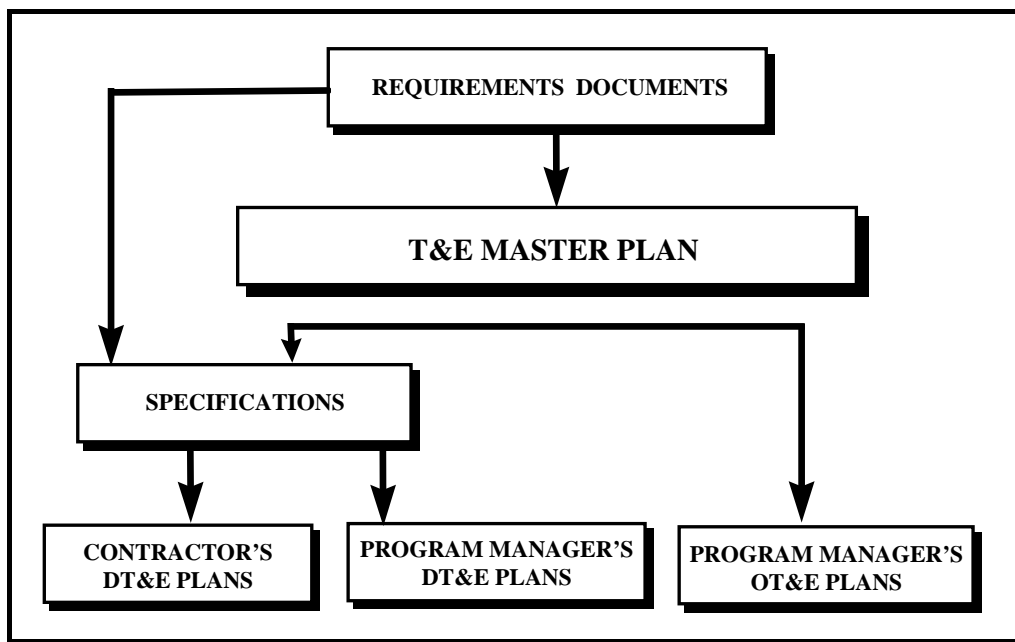 REQUIREMENTS DOCUMENTS
T&E MASTER PLAN
SPECIFICATIONS
CONTRACTOR'S
DT&E PLANS
PROGRAM MANAGER'S
DT&E PLANS
PROGRAM MANAGER'S
OT&E PLANS